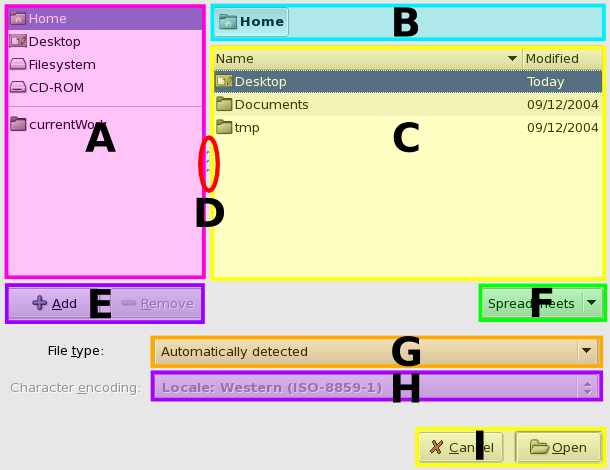 Home
Desktop
Filesystem
CD-ROM
currentWork
A
Home
B
Name Modified
Desktop Today
Documents 09/12/2004
tmp 09/12/2004
C
D
Add Remove
E
Spreadsheets
F
File type: Automatically detected
G
Character encoding: Locale: Western (ISO-8859-1)
H
Cancel Open
I